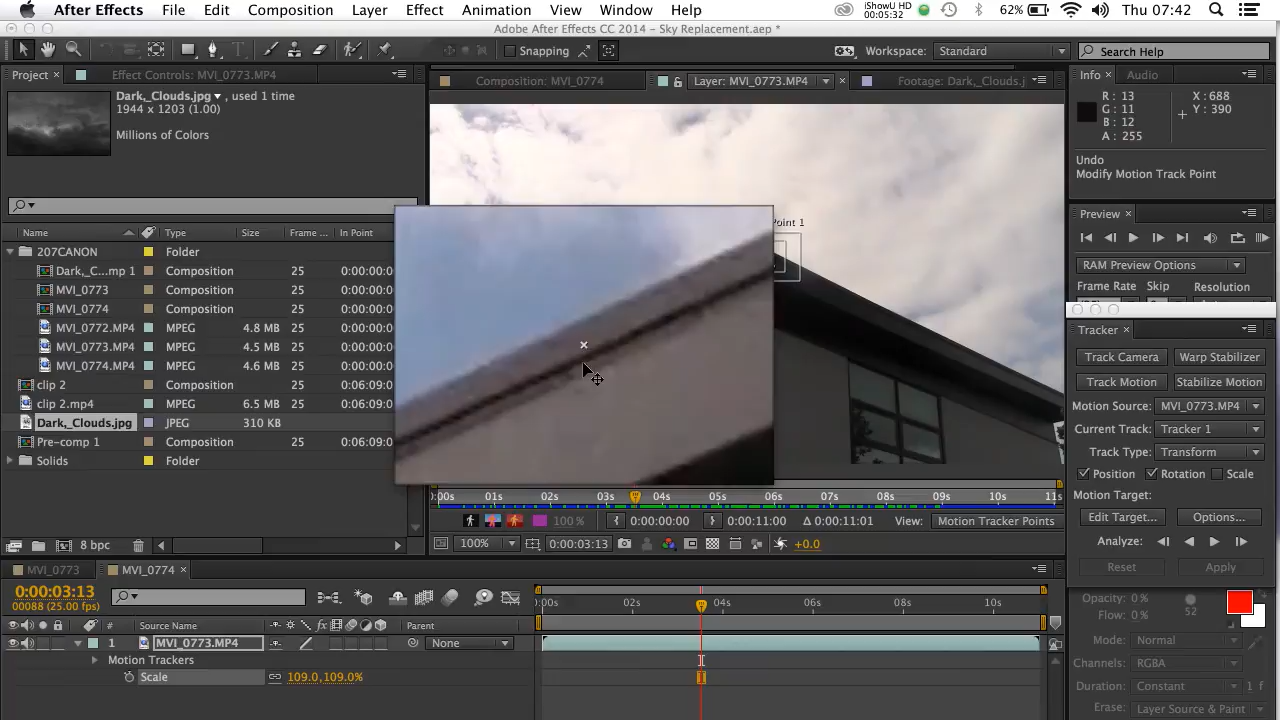 After Effects File Edit Composition Layer Effect Animation View Window Help iShowU HD 00:05:32 62% Thu 07:42
Adobe After Effects CC 2014 - Sky Replacement.aep *
Snapping Workspace: Standard Search Help
Project Effect Controls: MVI_0773.MP4 Composition: MVI_0774 Layer: MVI_0773.MP4 Footage: Dark,_Clouds.j Info Audio
Dark,_Clouds.jpg , used 1 time
1944 x 1203 (1.00)
Millions of Colors
R : 13 X : 688
G : 11 Y : 390
B : 12
A : 255
Undo
Modify Motion Track Point
Preview
Point 1
Name Type Size Frame ... In Point
207CANON Folder
Dark,_C...mp 1 Composition 25 0:00:00:0
MVI_0773 Composition 25 0:00:00:0
MVI_0774 Composition 25 0:00:00:0
MVI_0772.MP4 MPEG 4.8 MB 25 0:00:00:0
MVI_0773.MP4 MPEG 4.5 MB 25 0:00:00:0
MVI_0774.MP4 MPEG 4.6 MB 25 0:00:00:0
clip 2 Composition 25 0:06:09:0
clip 2.mp4 MPEG 6.5 MB 25 0:06:09:0
Dark,_Clouds.jpg JPEG 310 KB
Pre-comp 1 Composition 25 0:06:09:0
Solids Folder
8 bpc
RAM Preview Options
Frame Rate Skip Resolution
Tracker
Track Camera Warp Stabilizer
Track Motion Stabilize Motion
Motion Source: MVI_0773.MP4
Current Track: Tracker 1
Track Type: Transform
Position Rotation Scale
Motion Target:
Edit Target... Options...
Analyze:
Reset Apply
:00s 01s 02s 03s 04s 05s 06s 07s 08s 09s 10s 11s
100 % 0:00:00:00 0:00:11:00 Δ 0:00:11:01 View: Motion Tracker Points
100% 0:00:03:13 +0.0
MVI_0773 MVI_0774
0:00:03:13
00088 (25.00 fps)
:00s 02s 04s 06s 08s 10s
# Source Name Parent
1 MVI_0773.MP4 None
Motion Trackers
Scale 109.0,109.0%
Opacity: 0 %
Flow: 0 % 52
Mode: Normal
Channels: RGBA
Duration: Constant 1 f
Erase: Layer Source & Paint